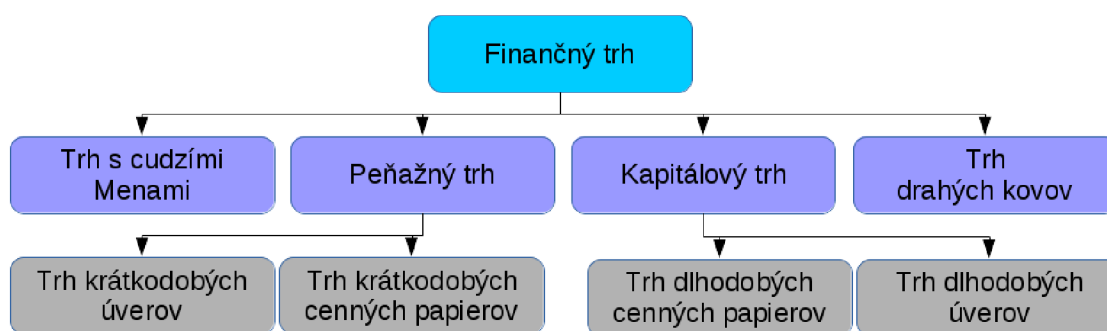 Finančný trh
Trh s cudzími
Menami
Peňažný trh
Kapitálový trh
Trh
drahých kovov
Trh krátkodobých
úverov
Trh krátkodobých
cenných papierov
Trh dlhodobých
cenných papierov
Trh dlhodobých
úverov